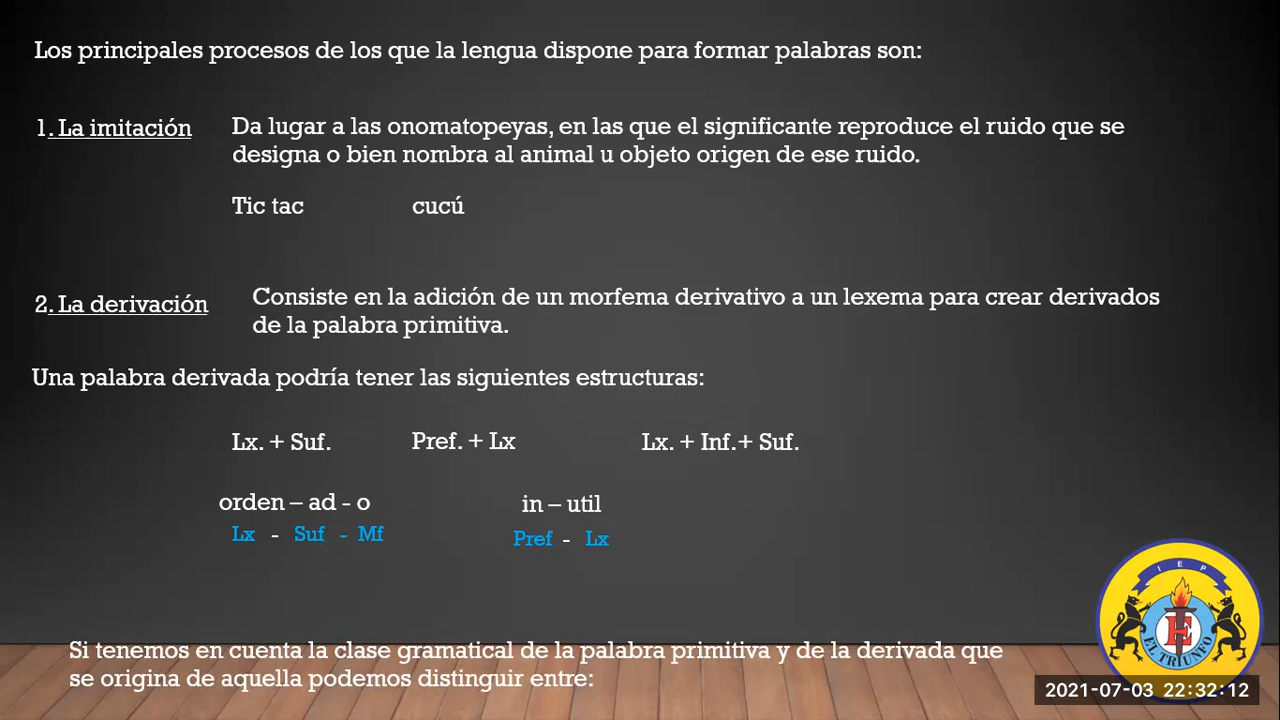 Los principales procesos de los que la lengua dispone para formar palabras son:
1. La imitación
Da lugar a las onomatopeyas, en las que el significante reproduce el ruido que se
designa o bien nombra al animal u objeto origen de ese ruido.
Tic tac cucú
2. La derivación
Consiste en la adición de un morfema derivativo a un lexema para crear derivados
de la palabra primitiva.
Una palabra derivada podría tener las siguientes estructuras:
Lx. + Suf. Pref. + Lx Lx. + Inf.+ Suf.
orden – ad - o in – util
Lx - Suf - Mf Pref - Lx
Si tenemos en cuenta la clase gramatical de la palabra primitiva y de la derivada que
se origina de aquella podemos distinguir entre:
I E P
EL TRIUNFO
2021-07-03 22:32:12